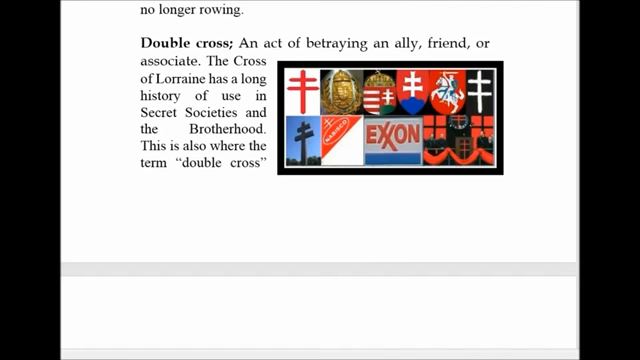 no longer rowing.
Double cross; An act of betraying an ally, friend, or
associate. The Cross
of Lorraine has a long
history of use in
Secret Societies and
the Brotherhood.
This is also where the
term “double cross”
NABISCO
EXXON